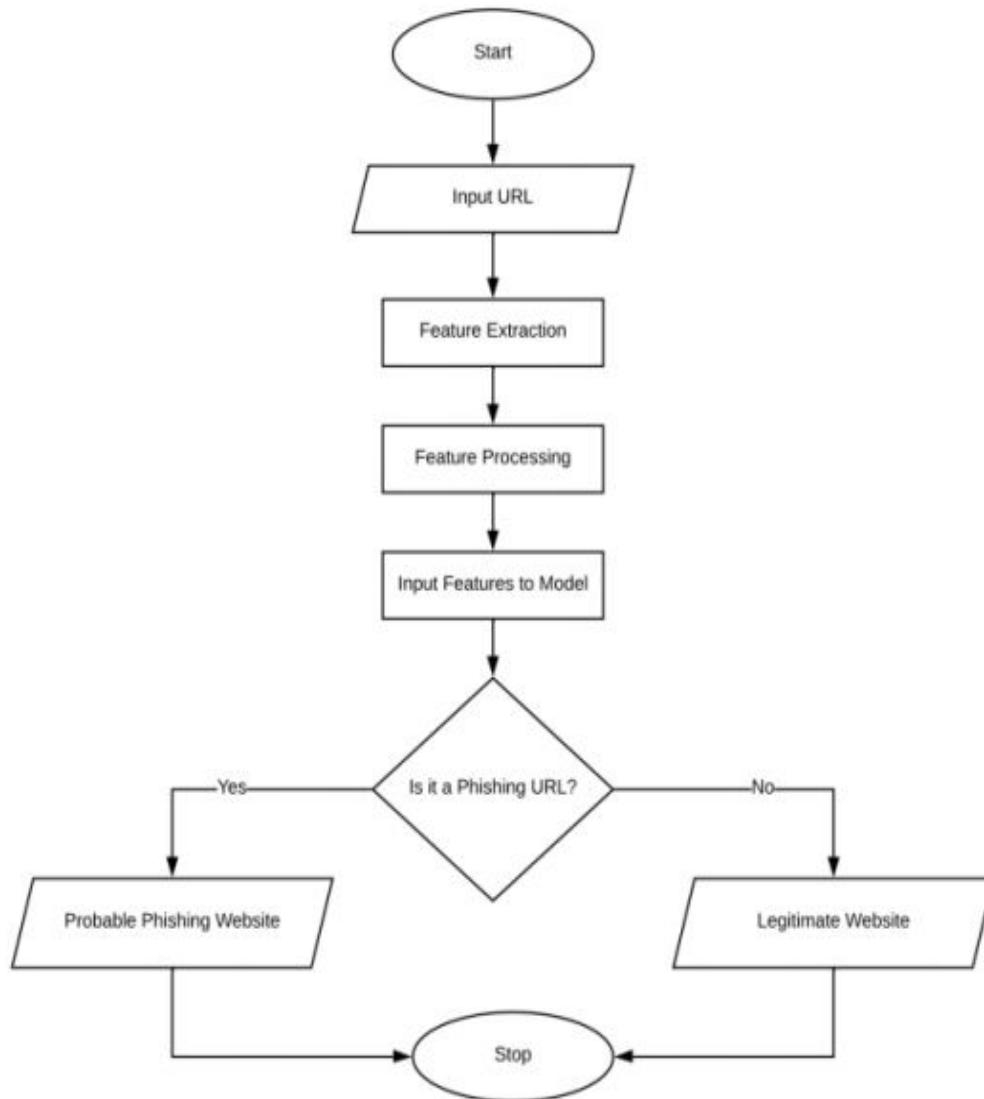 Start
Input URL
Feature Extraction
Feature Processing
Input Features to Model
Is it a Phishing URL?
Yes
No
Probable Phishing Website
Legitimate Website
Stop